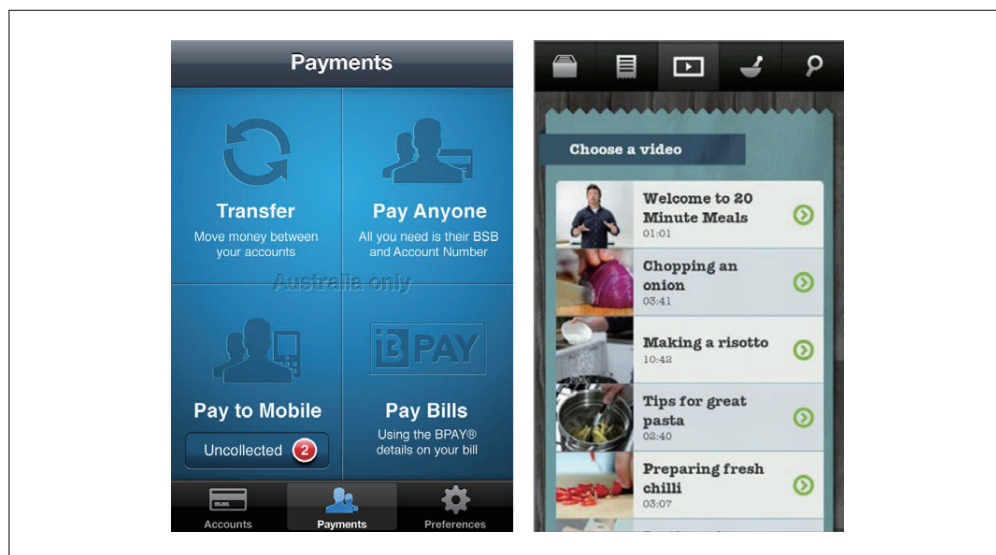 Payments
Transfer
Move money between
your accounts
Pay Anyone
All you need is their BSB
and Account Number
Australia only
Pay to Mobile
Uncollected 2
B PAY
Pay Bills
Using the BPAY®
details on your bill
Accounts
Payments
Preferences
Choose a video
Welcome to 20
Minute Meals
01:01
Chopping an
onion
03:41
Making a risotto
10:42
Tips for great
pasta
02:40
Preparing fresh
chilli
03:07